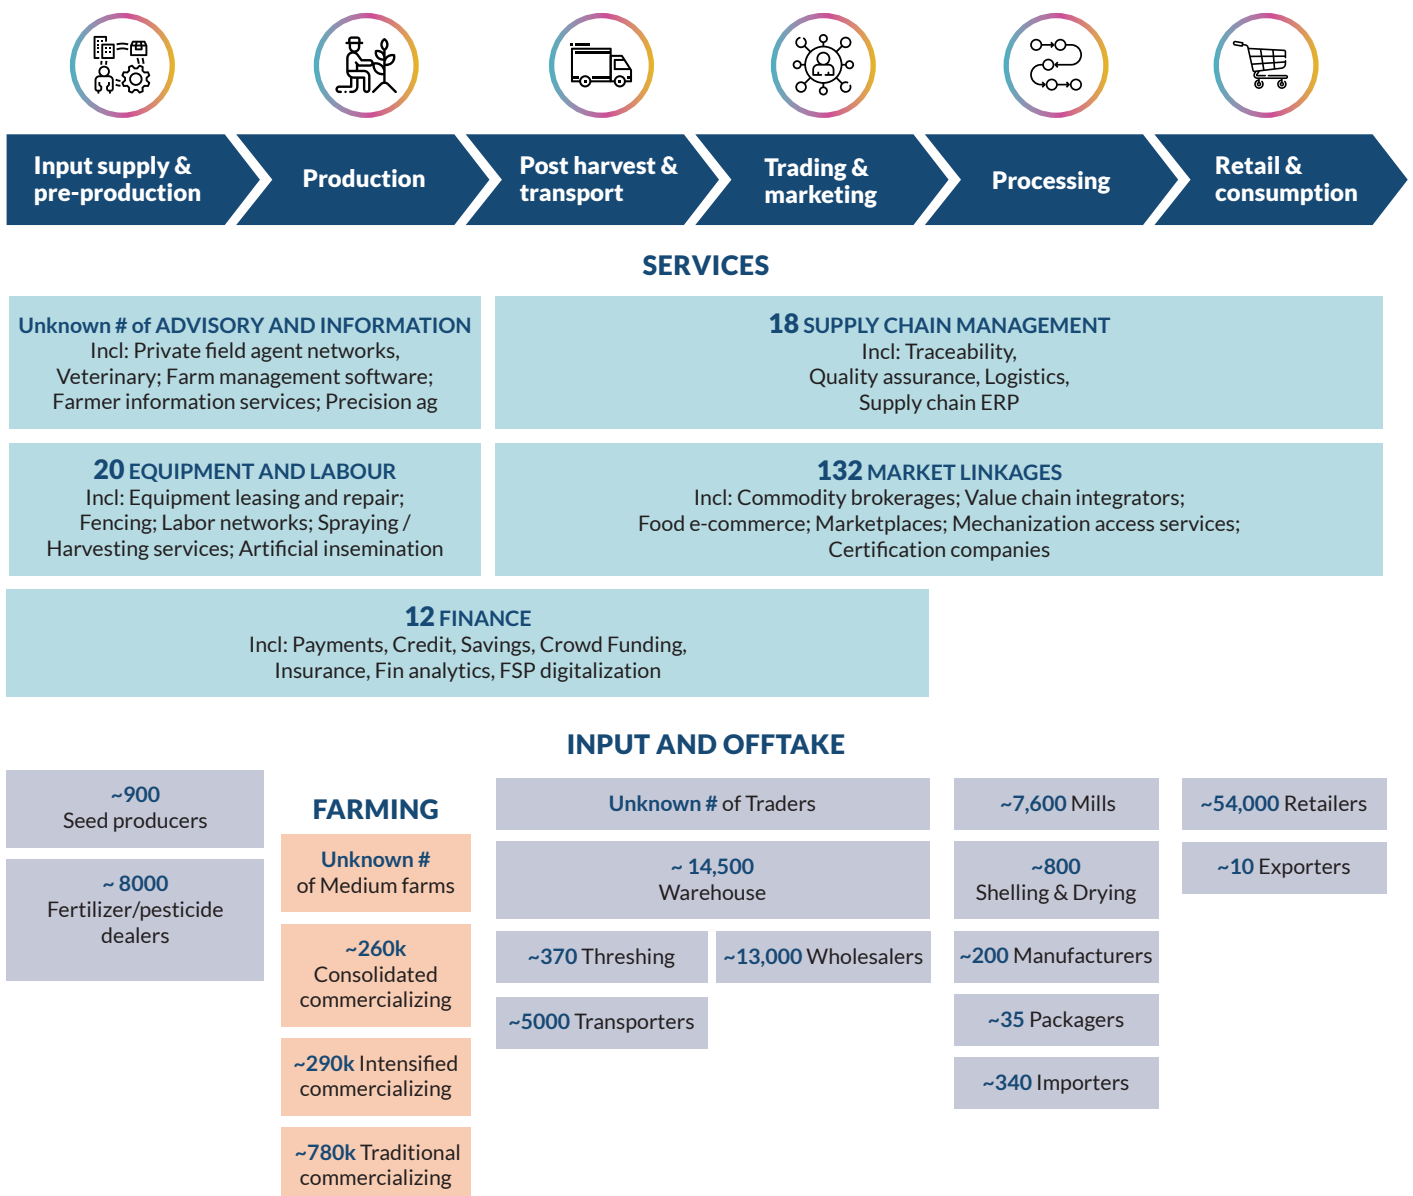 Input supply &
pre-production
Production
Post harvest &
transport
Trading &
marketing
Processing
Retail &
consumption
SERVICES
Unknown # of ADVISORY AND INFORMATION
Incl: Private field agent networks,
Veterinary; Farm management software;
Farmer information services; Precision ag
18 SUPPLY CHAIN MANAGEMENT
Incl: Traceability,
Quality assurance, Logistics,
Supply chain ERP
20 EQUIPMENT AND LABOUR
Incl: Equipment leasing and repair;
Fencing; Labor networks; Spraying /
Harvesting services; Artificial insemination
132 MARKET LINKAGES
Incl: Commodity brokerages; Value chain integrators;
Food e-commerce; Marketplaces; Mechanization access services;
Certification companies
12 FINANCE
Incl: Payments, Credit, Savings, Crowd Funding,
Insurance, Fin analytics, FSP digitalization
INPUT AND OFFTAKE
~900
Seed producers
~ 8000
Fertilizer/pesticide
dealers
FARMING
Unknown #
of Medium farms
~260k
Consolidated
commercializing
~290k Intensified
commercializing
~780k Traditional
commercializing
Unknown # of Traders
~ 14,500
Warehouse
~370 Threshing
~13,000 Wholesalers
~5000 Transporters
~7,600 Mills
~800
Shelling & Drying
~200 Manufacturers
~35 Packagers
~340 Importers
~54,000 Retailers
~10 Exporters